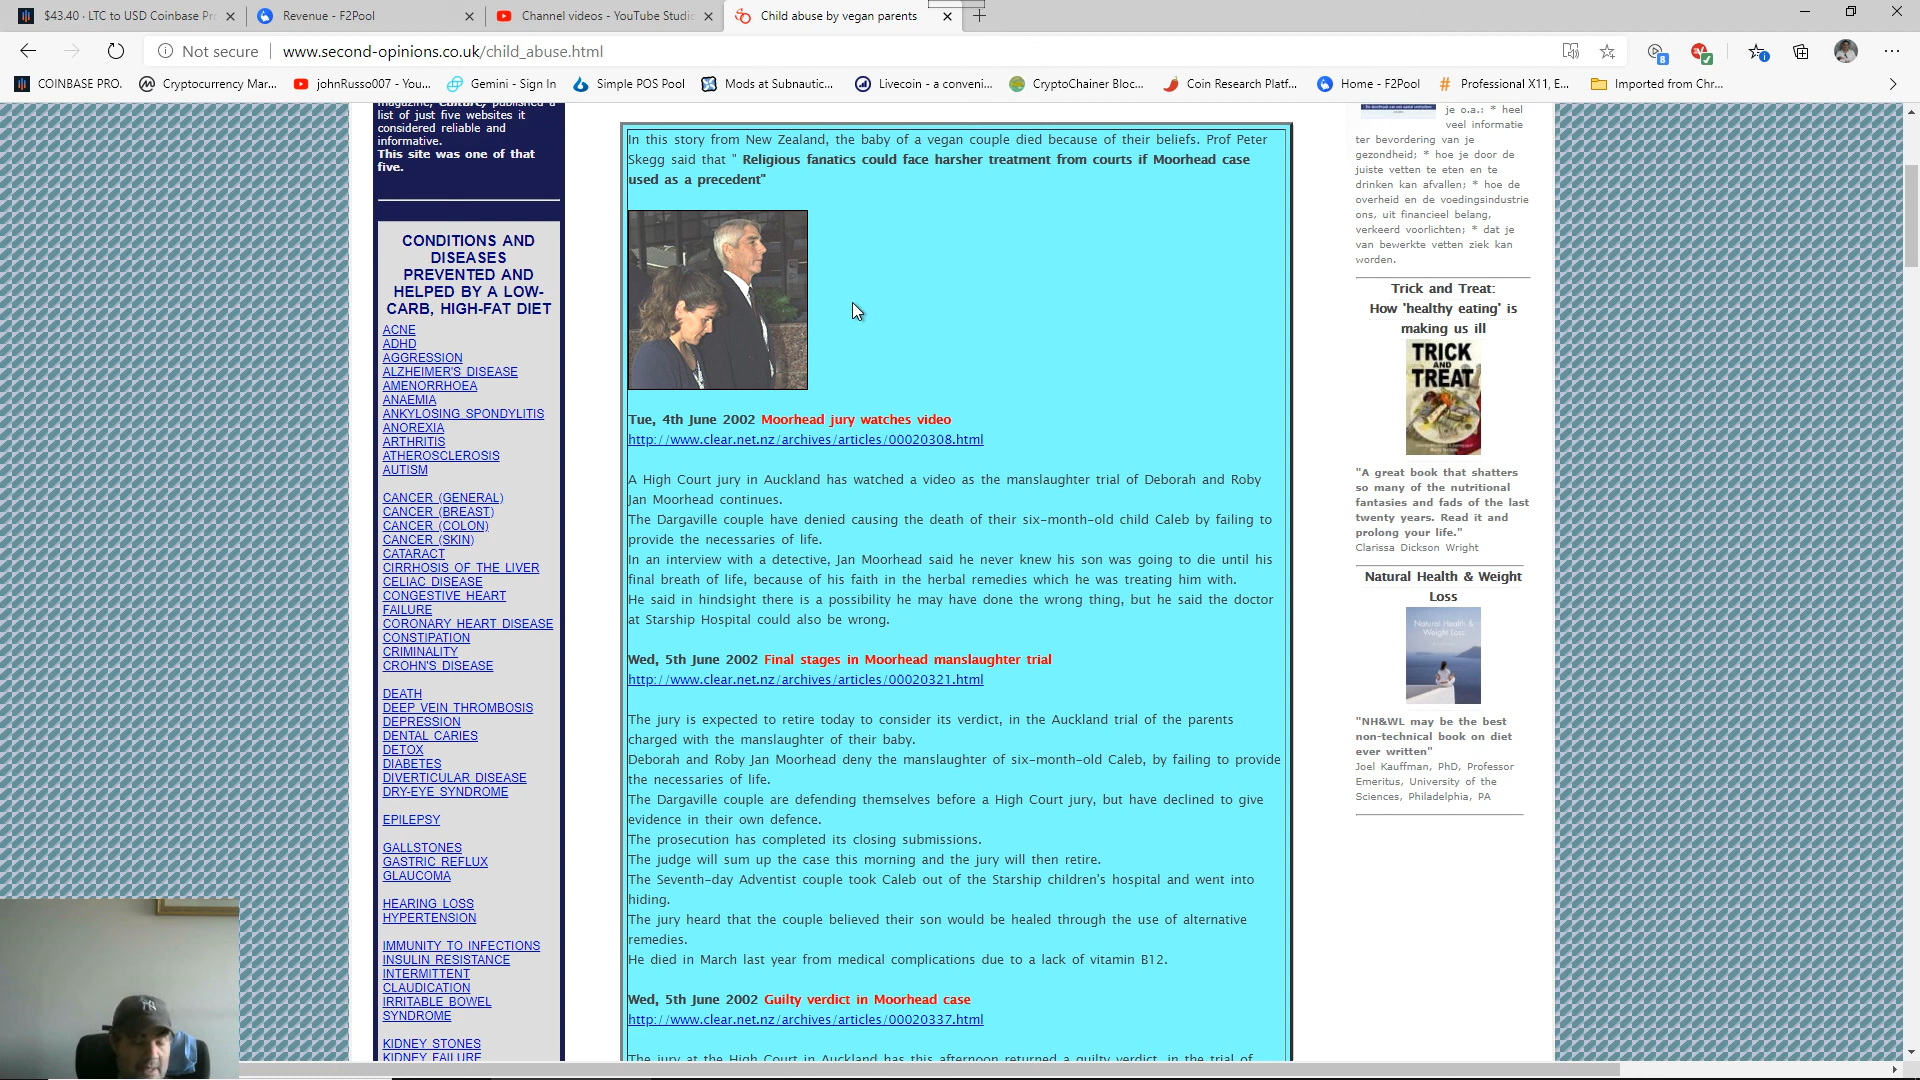 $43.40 · LTC to USD Coinbase Pr
Revenue - F2Pool
Channel videos - YouTube Studio
Child abuse by vegan parents
Not secure
www.second-opinions.co.uk/child_abuse.html
8
COINBASE PRO.
Cryptocurrency Mar...
johnRusso007 - You...
Gemini - Sign In
Simple POS Pool
Mods at Subnautic...
Livecoin - a conveni...
CryptoChainer Bloc...
Coin Research Platf...
Home - F2Pool
Professional X11, E...
Imported from Chr...
magazine, Culture, published a
list of just five websites it
considered reliable and
informative.
This site was one of that
five.
CONDITIONS AND
DISEASES
PREVENTED AND
HELPED BY A LOW-
CARB, HIGH-FAT DIET
ACNE
ADHD
AGGRESSION
ALZHEIMER'S DISEASE
AMENORRHOEA
ANAEMIA
ANKYLOSING SPONDYLITIS
ANOREXIA
ARTHRITIS
ATHEROSCLEROSIS
AUTISM
CANCER (GENERAL)
CANCER (BREAST)
CANCER (COLON)
CANCER (SKIN)
CATARACT
CIRRHOSIS OF THE LIVER
CELIAC DISEASE
CONGESTIVE HEART
FAILURE
CORONARY HEART DISEASE
CONSTIPATION
CRIMINALITY
CROHN'S DISEASE
DEATH
DEEP VEIN THROMBOSIS
DEPRESSION
DENTAL CARIES
DETOX
DIABETES
DIVERTICULAR DISEASE
DRY-EYE SYNDROME
EPILEPSY
GALLSTONES
GASTRIC REFLUX
GLAUCOMA
HEARING LOSS
HYPERTENSION
IMMUNITY TO INFECTIONS
INSULIN RESISTANCE
INTERMITTENT
CLAUDICATION
IRRITABLE BOWEL
SYNDROME
KIDNEY STONES
KIDNEY FAILURE
In this story from New Zealand, the baby of a vegan couple died because of their beliefs. Prof Peter
Skegg said that " Religious fanatics could face harsher treatment from courts if Moorhead case
used as a precedent"
Tue, 4th June 2002 Moorhead jury watches video
http://www.clear.net.nz/archives/articles/00020308.html
A High Court jury in Auckland has watched a video as the manslaughter trial of Deborah and Roby
Jan Moorhead continues.
The Dargaville couple have denied causing the death of their six-month-old child Caleb by failing to
provide the necessaries of life.
In an interview with a detective, Jan Moorhead said he never knew his son was going to die until his
final breath of life, because of his faith in the herbal remedies which he was treating him with.
He said in hindsight there is a possibility he may have done the wrong thing, but he said the doctor
at Starship Hospital could also be wrong.
Wed, 5th June 2002 Final stages in Moorhead manslaughter trial
http://www.clear.net.nz/archives/articles/00020321.html
The jury is expected to retire today to consider its verdict, in the Auckland trial of the parents
charged with the manslaughter of their baby.
Deborah and Roby Jan Moorhead deny the manslaughter of six-month-old Caleb, by failing to provide
the necessaries of life.
The Dargaville couple are defending themselves before a High Court jury, but have declined to give
evidence in their own defence.
The prosecution has completed its closing submissions.
The judge will sum up the case this morning and the jury will then retire.
The Seventh-day Adventist couple took Caleb out of the Starship children's hospital and went into
hiding.
The jury heard that the couple believed their son would be healed through the use of alternative
remedies.
He died in March last year from medical complications due to a lack of vitamin B12.
Wed, 5th June 2002 Guilty verdict in Moorhead case
http://www.clear.net.nz/archives/articles/00020337.html
The jury at the High Court in Auckland has this afternoon returned a guilty verdict, in the trial of
je o.a.: * heel
veel informatie
ter bevordering van je
gezondheid; * hoe je door de
juiste vetten te eten en te
drinken kan afvallen; * hoe de
overheid en de voedingsindustrie
ons, uit financieel belang,
verkeerd voorlichten; * dat je
van bewerkte vetten ziek kan
worden.
Trick and Treat:
How 'healthy eating' is
making us ill
TRICK
AND
TREAT
"A great book that shatters
so many of the nutritional
fantasies and fads of the last
twenty years. Read it and
prolong your life."
Clarissa Dickson Wright
Natural Health & Weight
Loss
Natural Health &
Weight Loss
"NH&WL may be the best
non-technical book on diet
ever written"
Joel Kauffman, PhD, Professor
Emeritus, University of the
Sciences, Philadelphia, PA